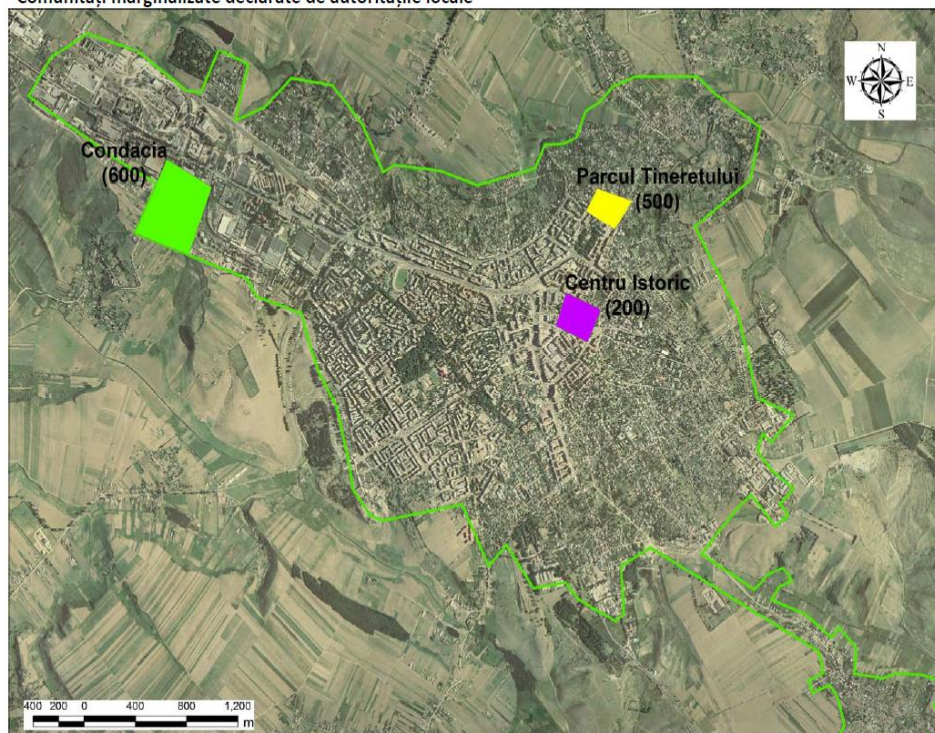 Comunități marginalizate declarate de autoritățile locale
N
W E
S
Condacia
(600)
Parcul Tineretului
(500)
Centru Istoric
(200)
400 200 0 400 800 1,200
m